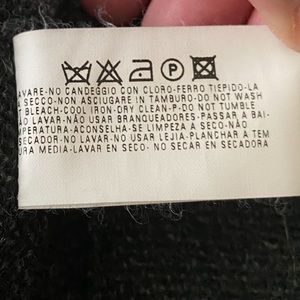 P
AVARE-NO CANDEGGIO CON CLORO-FERRO TIEPIDO-LA
A SECCO-NON ASCIUGARE IN TAMBURO-DO NOT WASH
T BLEACH-COOL IRON-DRY CLEAN-P-DO NOT TUMBLE
ÃO LAVAR-NÃO USAR BRANQUEADORES-PASSAR A BAI-
MPERATURA-ACONSELHA-SE LIMPEZA A SECO-NÃO
SECADOR-NO LAVAR-NO USAR LEJIA-PLANCHAR A TEM
URA MEDIA-LAVAR EN SECO- NO SECAR EN SECADORA